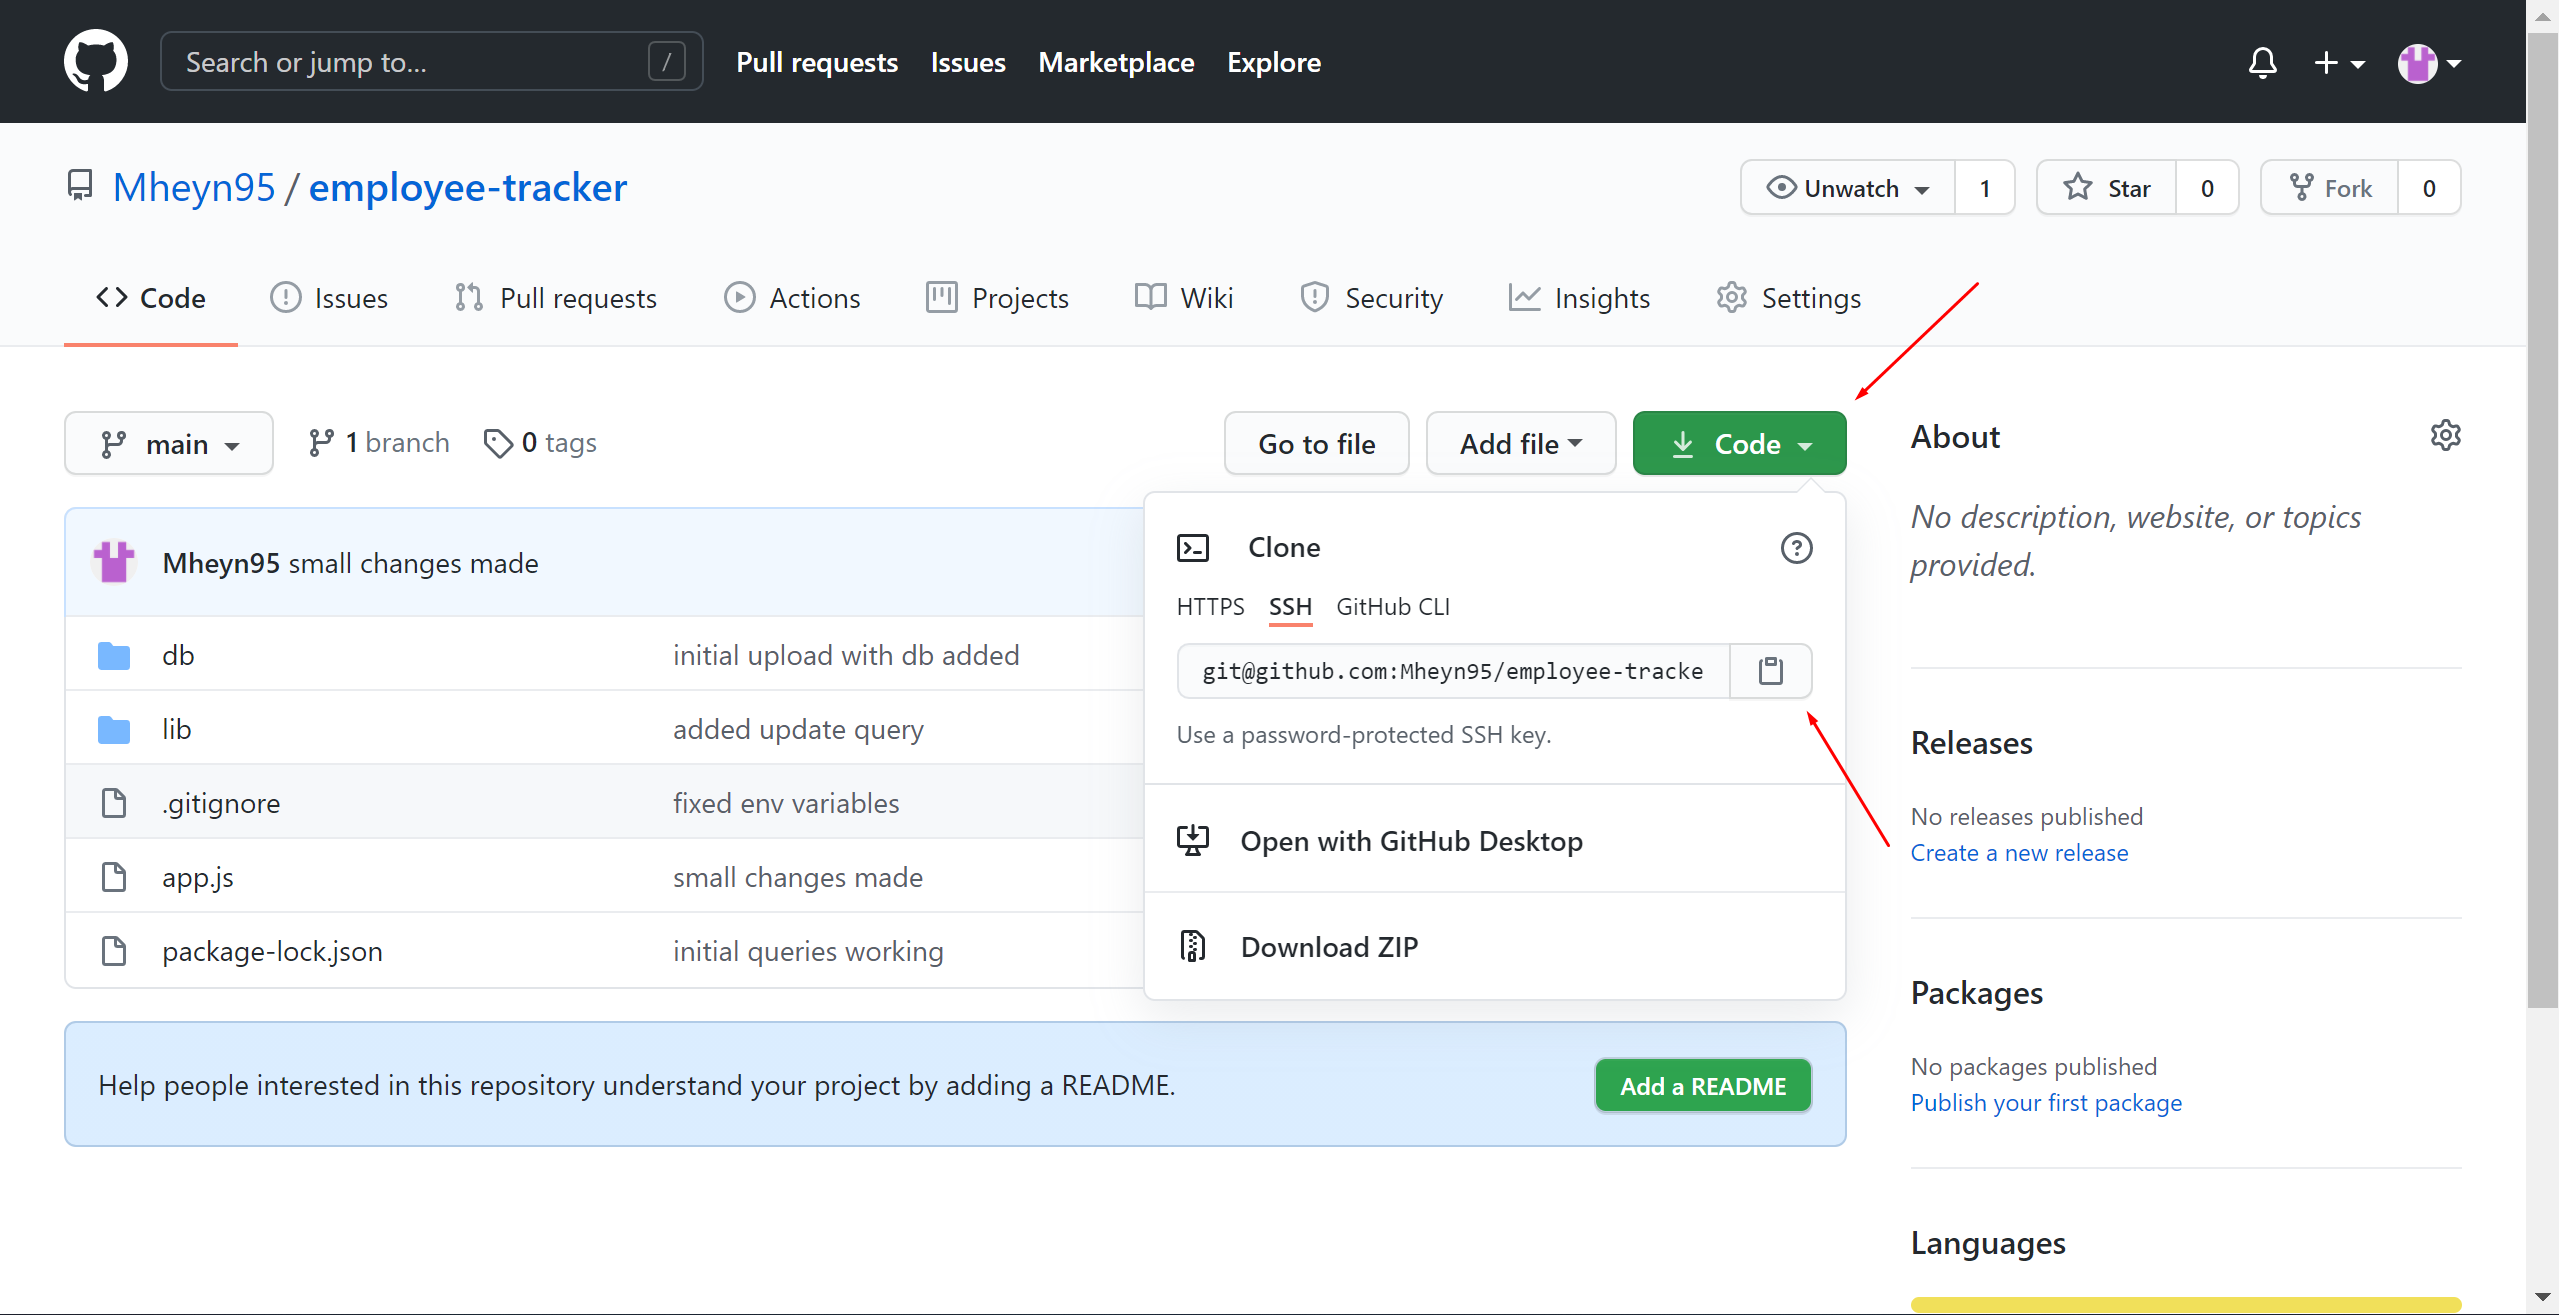 Search or jump to... /
Pull requests Issues Marketplace Explore
Mheyn95 / employee-tracker
Unwatch 1 Star 0 Fork 0
Code Issues Pull requests Actions Projects Wiki Security Insights Settings
main 1 branch 0 tags
Go to file Add file Code
Mheyn95 small changes made
db initial upload with db added
lib added update query
.gitignore fixed env variables
app.js small changes made
package-lock.json initial queries working
Clone
HTTPS SSH GitHub CLI
git@github.com:Mheyn95/employee-tracke
Use a password-protected SSH key.
Open with GitHub Desktop
Download ZIP
Help people interested in this repository understand your project by adding a README.
Add a README
About
No description, website, or topics
provided.
Releases
No releases published
Create a new release
Packages
No packages published
Publish your first package
Languages